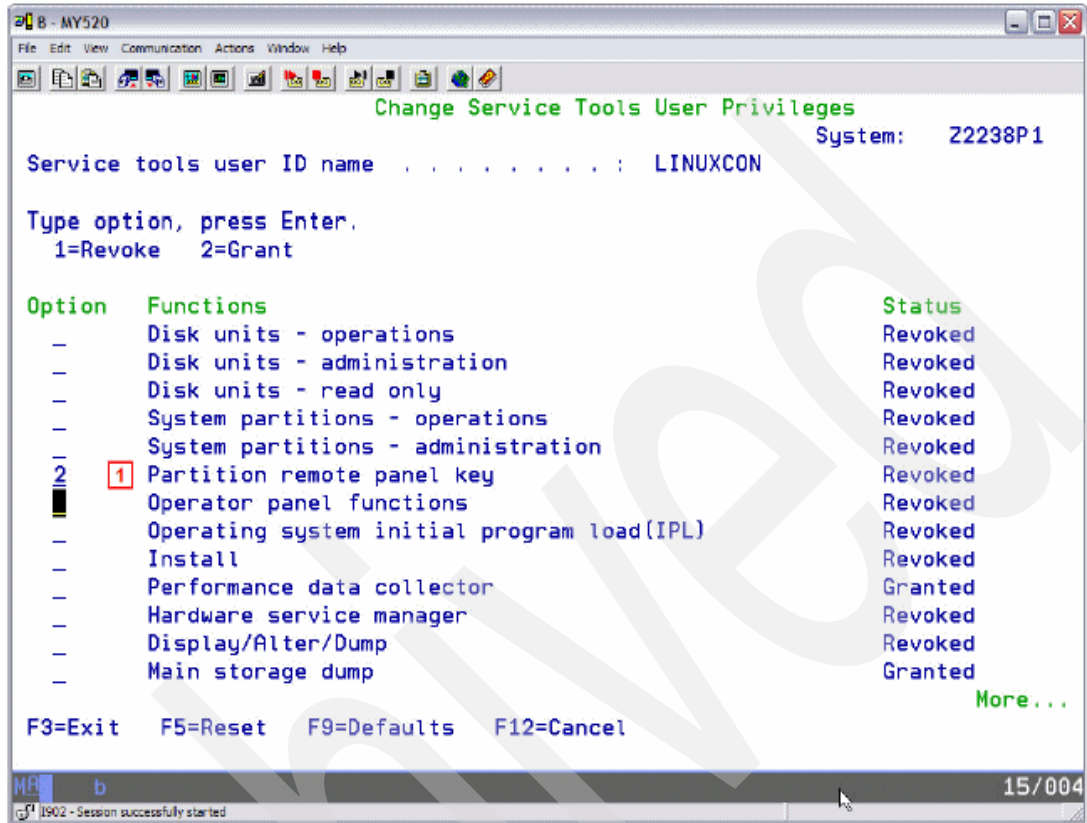 B - MY520
File Edit View Communication Actions Window Help
Change Service Tools User Privileges
System: Z2238P1
Service tools user ID name . . . . . . . . : LINUXCON
Type option, press Enter.
1=Revoke 2=Grant
Option Functions Status
_ Disk units - operations Revoked
_ Disk units - administration Revoked
_ Disk units - read only Revoked
_ System partitions - operations Revoked
_ System partitions - administration Revoked
2 1 Partition remote panel key Revoked
Operator panel functions Revoked
_ Operating system initial program load(IPL) Revoked
_ Install Revoked
_ Performance data collector Granted
_ Hardware service manager Revoked
_ Display/Alter/Dump Revoked
_ Main storage dump Granted
More...
F3=Exit F5=Reset F9=Defaults F12=Cancel
MA b 15/004
I902 - Session successfully started